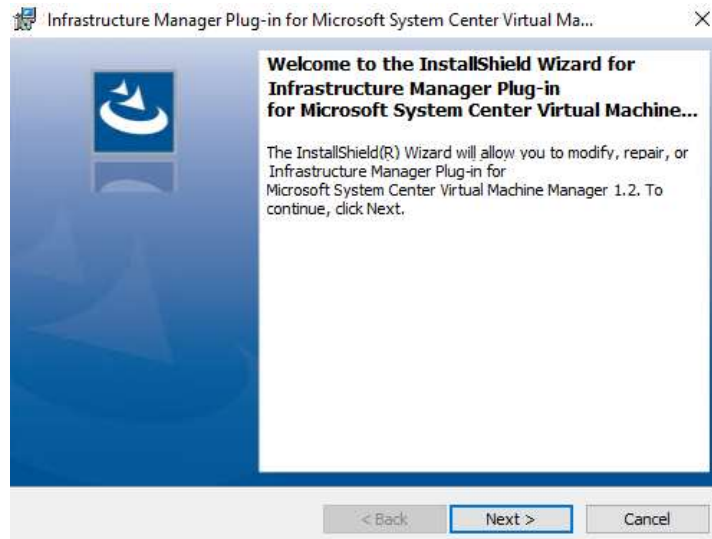 Infrastructure Manager Plug-in for Microsoft System Center Virtual Ma...
Welcome to the InstallShield Wizard for
Infrastructure Manager Plug-in
for Microsoft System Center Virtual Machine...
The InstallShield(R) Wizard will allow you to modify, repair, or
Infrastructure Manager Plug-in for
Microsoft System Center Virtual Machine Manager 1.2. To
continue, click Next.
< Back
Next >
Cancel